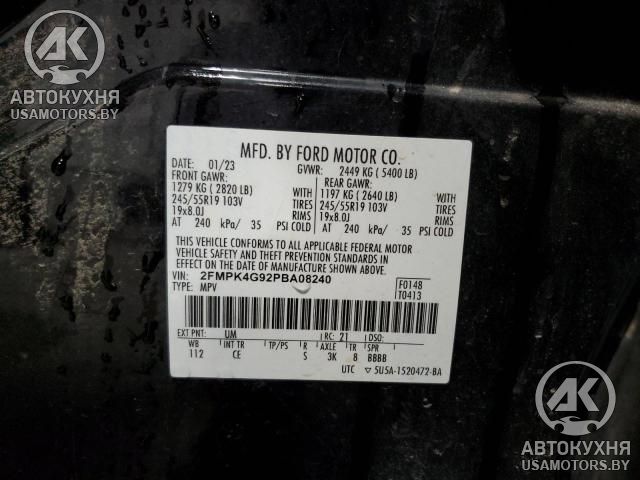 АК
АВТОКУХНЯ
USAMOTORS.BY
MFD. BY FORD MOTOR CO.
DATE: 01/23 GVWR: 2449 KG ( 5400 LB)
FRONT GAWR: REAR GAWR:
1279 KG ( 2820 LB) WITH 1197 KG ( 2640 LB) WITH
245/55R19 103V TIRES 245/55R19 103V TIRES
19x8.0J RIMS 19x8.0J RIMS
AT 240 kPa/ 35 PSI COLD AT 240 kPa/ 35 PSI COLD
THIS VEHICLE CONFORMS TO ALL APPLICABLE FEDERAL MOTOR
VEHICLE SAFETY AND THEFT PREVENTION STANDARDS IN
EFFECT ON THE DATE OF MANUFACTURE SHOWN ABOVE.
VIN: 2FMPK4G92PBA08240 F0148
TYPE: MPV T0413
EXT PNT: UM RC: 21 DSO:
WB INT TR TP/PS R AXLE TR SPR
112 CE S 3K 8 BBBB
UTC ▽ 5U5A-1520472-BA
АК
АВТОКУХНЯ
USAMOTORS.BY